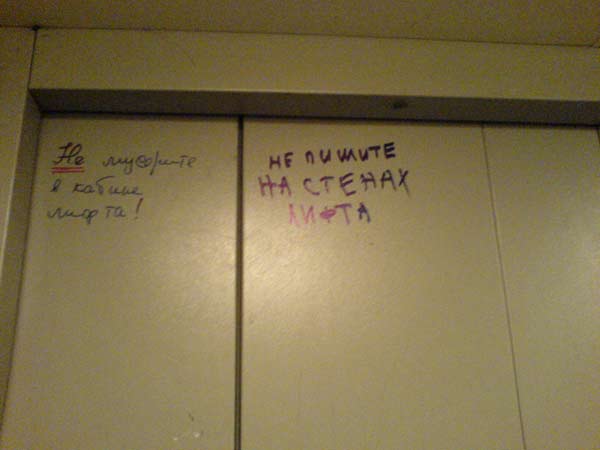 Не мусорите
в кабине
лифта!
НЕ ПИШИТЕ
НА СТЕНАХ
ЛИФТА